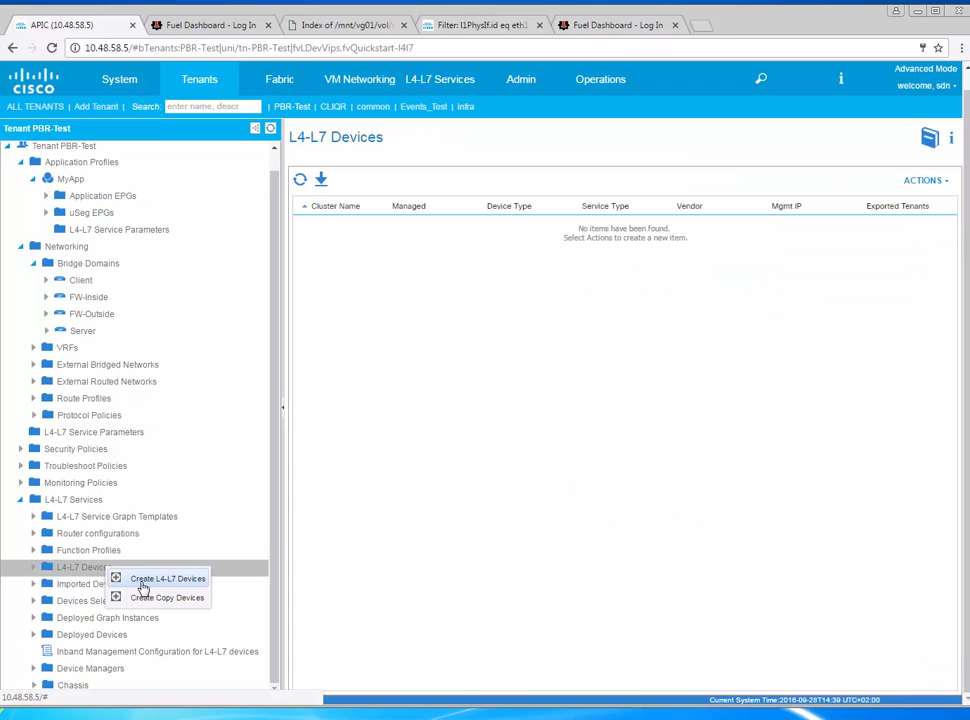 APIC (10.48.58.5)
Fuel Dashboard - Log In
Index of /mnt/vg01/vol/
Filter: l1PhysIf.id eq eth1
Fuel Dashboard - Log In
10.48.58.5/#bTenants:PBR-Test|uni/tn-PBR-Test|fvLDevVips.fvQuickstart-l4l7
CISCO
System
Tenants
Fabric
VM Networking
L4-L7 Services
Admin
Operations
i
Advanced Mode
welcome, sdn
ALL TENANTS | Add Tenant | Search: enter name, descr | PBR-Test | CLIQR | common | Events_Test | infra
Tenant PBR-Test
Tenant PBR-Test
Application Profiles
MyApp
Application EPGs
uSeg EPGs
L4-L7 Service Parameters
Networking
Bridge Domains
Client
FW-Inside
FW-Outside
Server
VRFs
External Bridged Networks
External Routed Networks
Route Profiles
Protocol Policies
L4-L7 Service Parameters
Security Policies
Troubleshoot Policies
Monitoring Policies
L4-L7 Services
L4-L7 Service Graph Templates
Router configurations
Function Profiles
L4-L7 Devic
Imported De
Devices Sele
Deployed Graph Instances
Deployed Devices
Inband Management Configuration for L4-L7 devices
Device Managers
Chassis
Create L4-L7 Devices
Create Copy Devices
10.48.58.5/#
L4-L7 Devices
i
ACTIONS
Cluster Name
Managed
Device Type
Service Type
Vendor
Mgmt IP
Exported Tenants
No items have been found.
Select Actions to create a new item.
Current System Time:2016-09-28T14:39 UTC+02:00